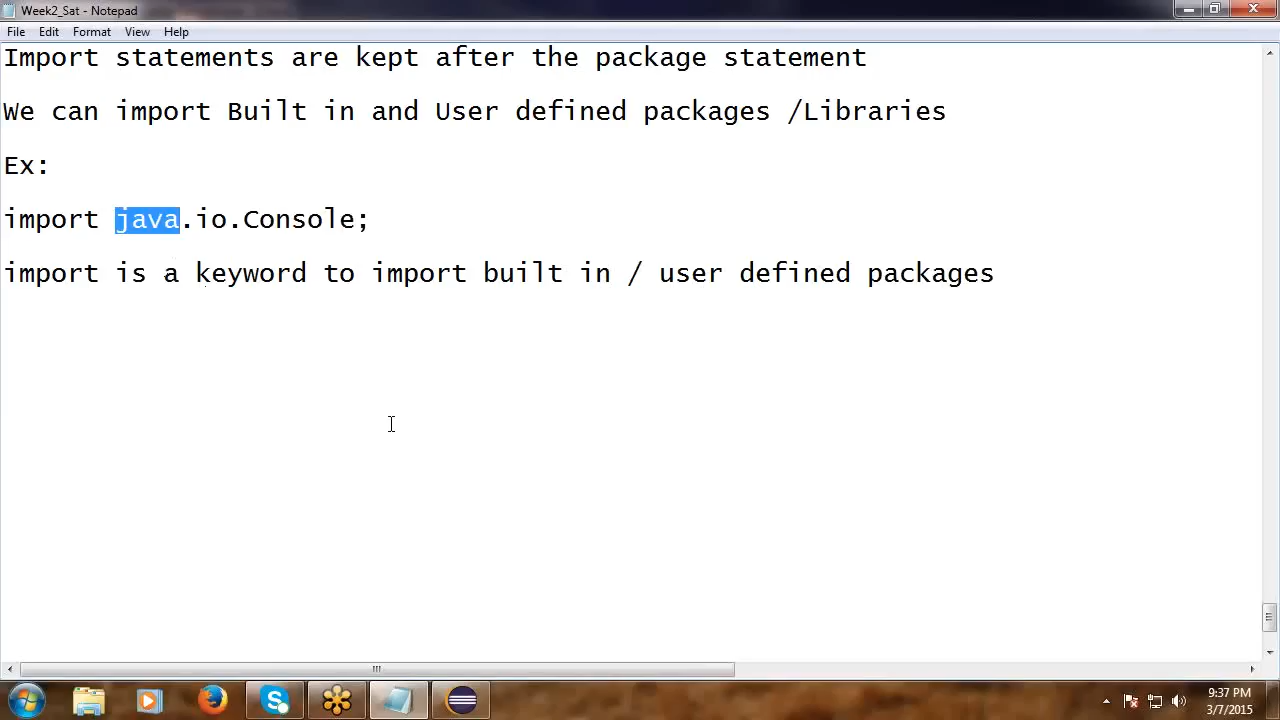 Week2_Sat - Notepad
File Edit Format View Help
Import statements are kept after the package statement
We can import Built in and User defined packages /Libraries
Ex:
import java.io.Console;
import is a keyword to import built in / user defined packages
9:37 PM
3/7/2015